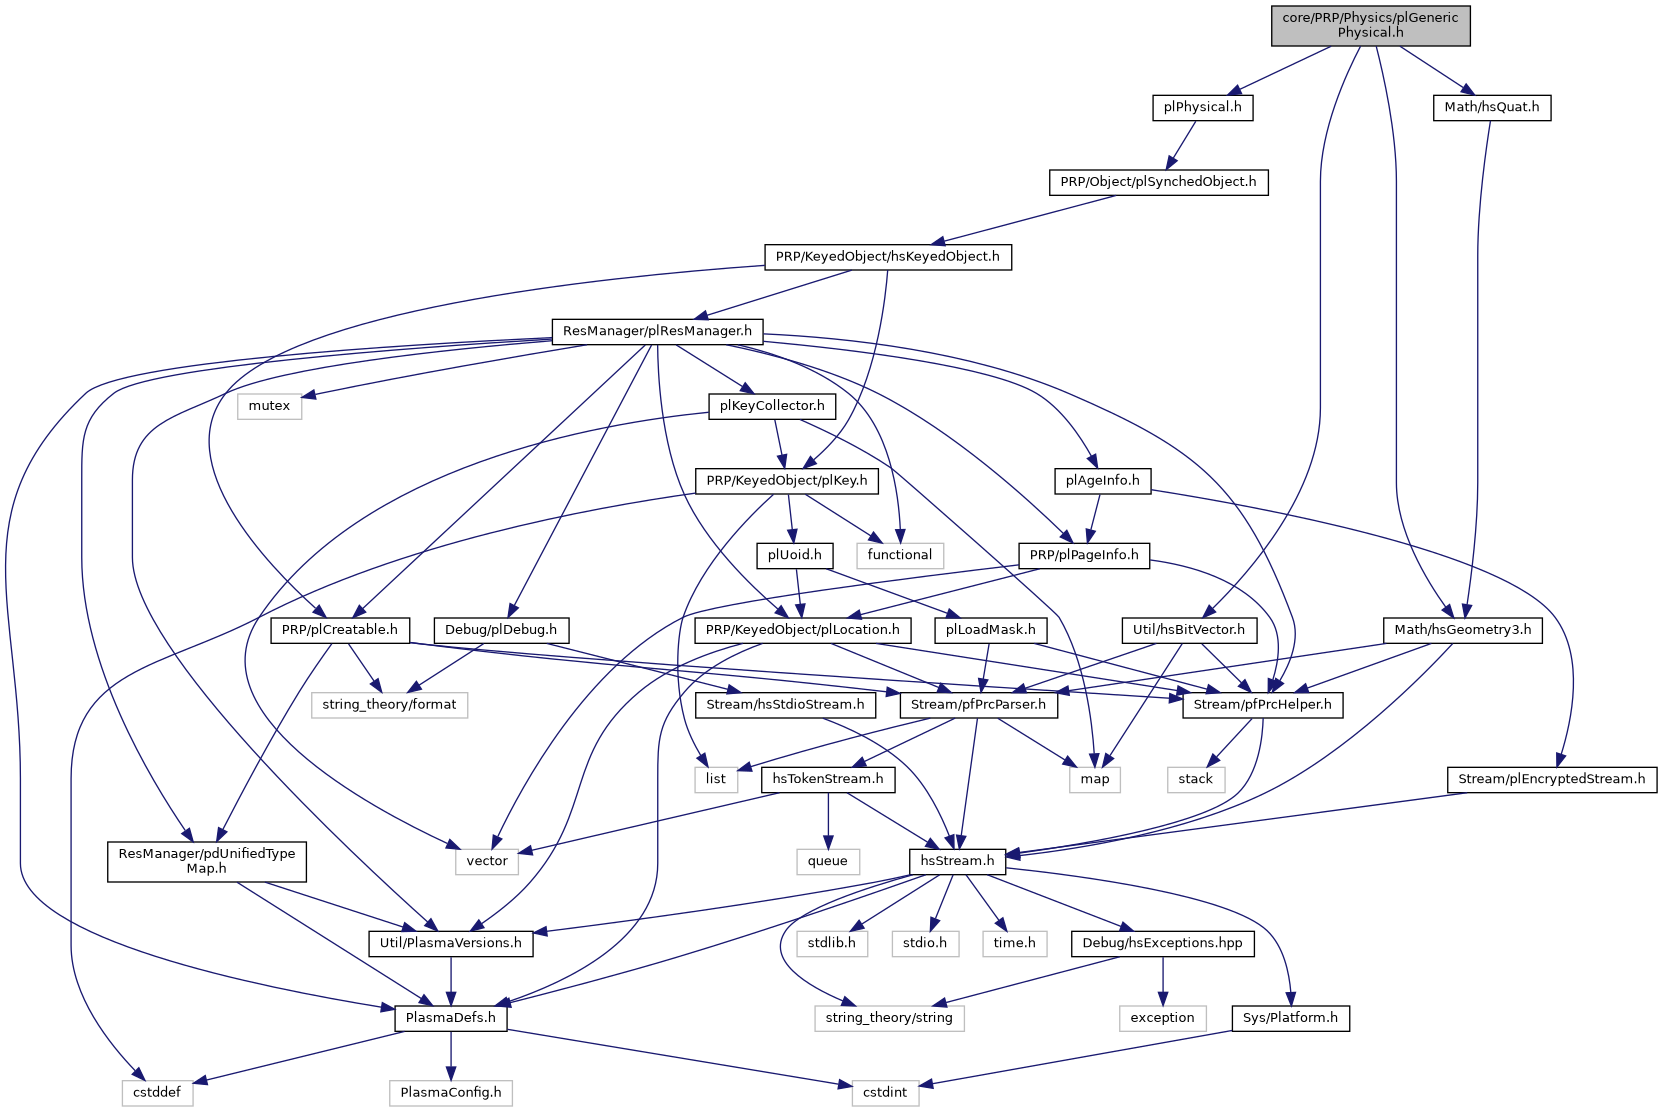 core/PRP/Physics/plGeneric
Physical.h
plPhysical.h
Math/hsQuat.h
PRP/Object/plSynchedObject.h
PRP/KeyedObject/hsKeyedObject.h
ResManager/plResManager.h
mutex
plKeyCollector.h
PRP/KeyedObject/plKey.h
plAgeInfo.h
plUoid.h
functional
PRP/plPageInfo.h
PRP/plCreatable.h
Debug/plDebug.h
PRP/KeyedObject/plLocation.h
plLoadMask.h
Util/hsBitVector.h
Math/hsGeometry3.h
string_theory/format
Stream/hsStdioStream.h
Stream/pfPrcParser.h
Stream/pfPrcHelper.h
list
hsTokenStream.h
map
stack
Stream/plEncryptedStream.h
ResManager/pdUnifiedType
Map.h
vector
queue
hsStream.h
Util/PlasmaVersions.h
stdlib.h
stdio.h
time.h
Debug/hsExceptions.hpp
PlasmaDefs.h
string_theory/string
exception
Sys/Platform.h
cstddef
PlasmaConfig.h
cstdint